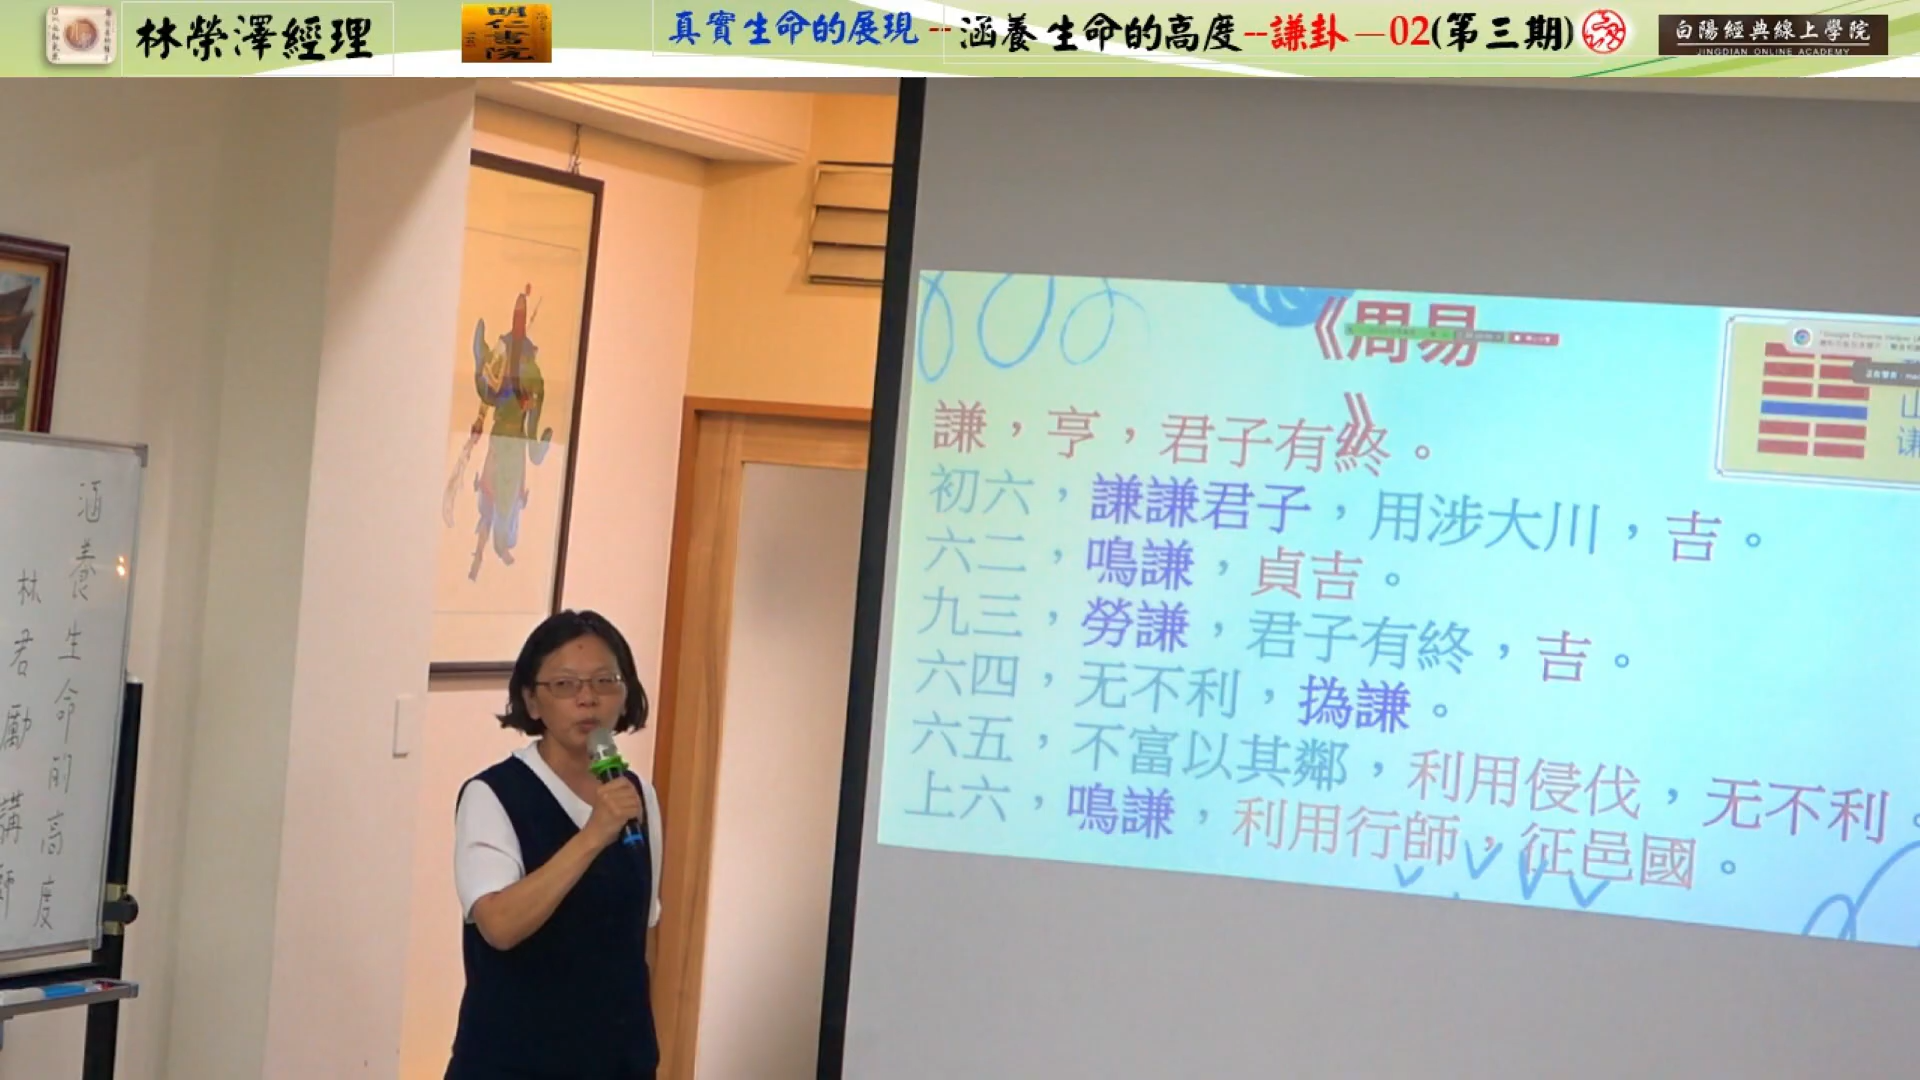 林榮澤經理
明仁書院
真實生命的展現--涵養生命的高度--謙卦—02(第三期)
白陽經典線上學院
JINGDIAN ONLINE ACADEMY
《周易
》
謙，亨，君子有終。
初六，謙謙君子，用涉大川，吉。
六二，鳴謙，貞吉。
九三，勞謙，君子有終，吉。
六四，无不利，撝謙。
六五，不富以其鄰，利用侵伐，无不利。
上六，鳴謙，利用行師，征邑國。
山
谦
涵養生命的高度
林君勵講師